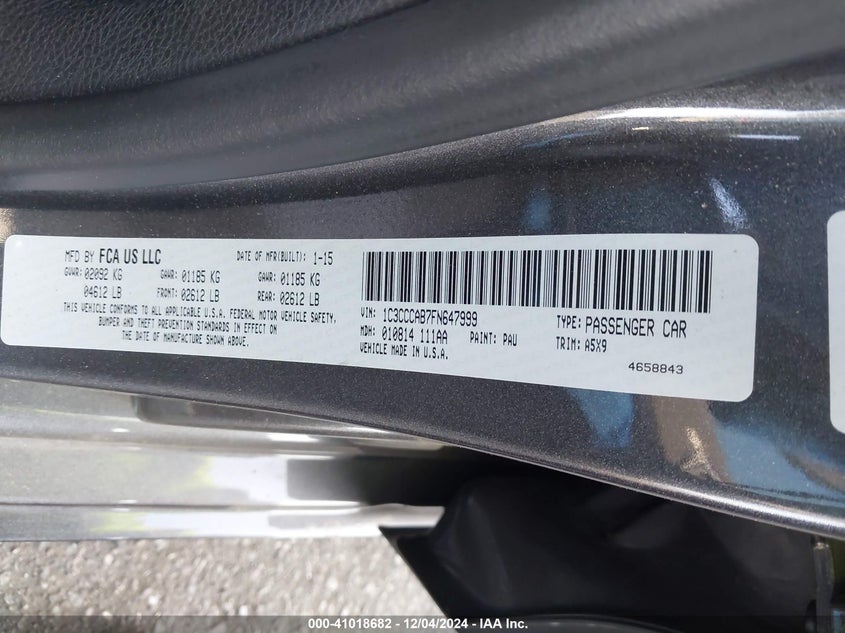 MFD BY FCA US LLC DATE OF MFR(BUILT): 1-15
GVWR: 02092 KG GAWR: 01185 KG GAWR: 01185 KG
04612 LB FRONT: 02612 LB REAR: 02612 LB
THIS VEHICLE CONFORMS TO ALL APPLICABLE U.S.A. FEDERAL MOTOR VEHICLE SAFETY,
BUMPER AND THEFT PREVENTION STANDARDS IN EFFECT ON
THE DATE OF MANUFACTURE SHOWN ABOVE.
VIN: 1C3CCCAB7FN647999 TYPE: PASSENGER CAR
MDH: 010814 111AA PAINT: PAU TRIM: A5X9
VEHICLE MADE IN U.S.A.
4658843
000-41018682 - 12/04/2024 - IAA Inc.